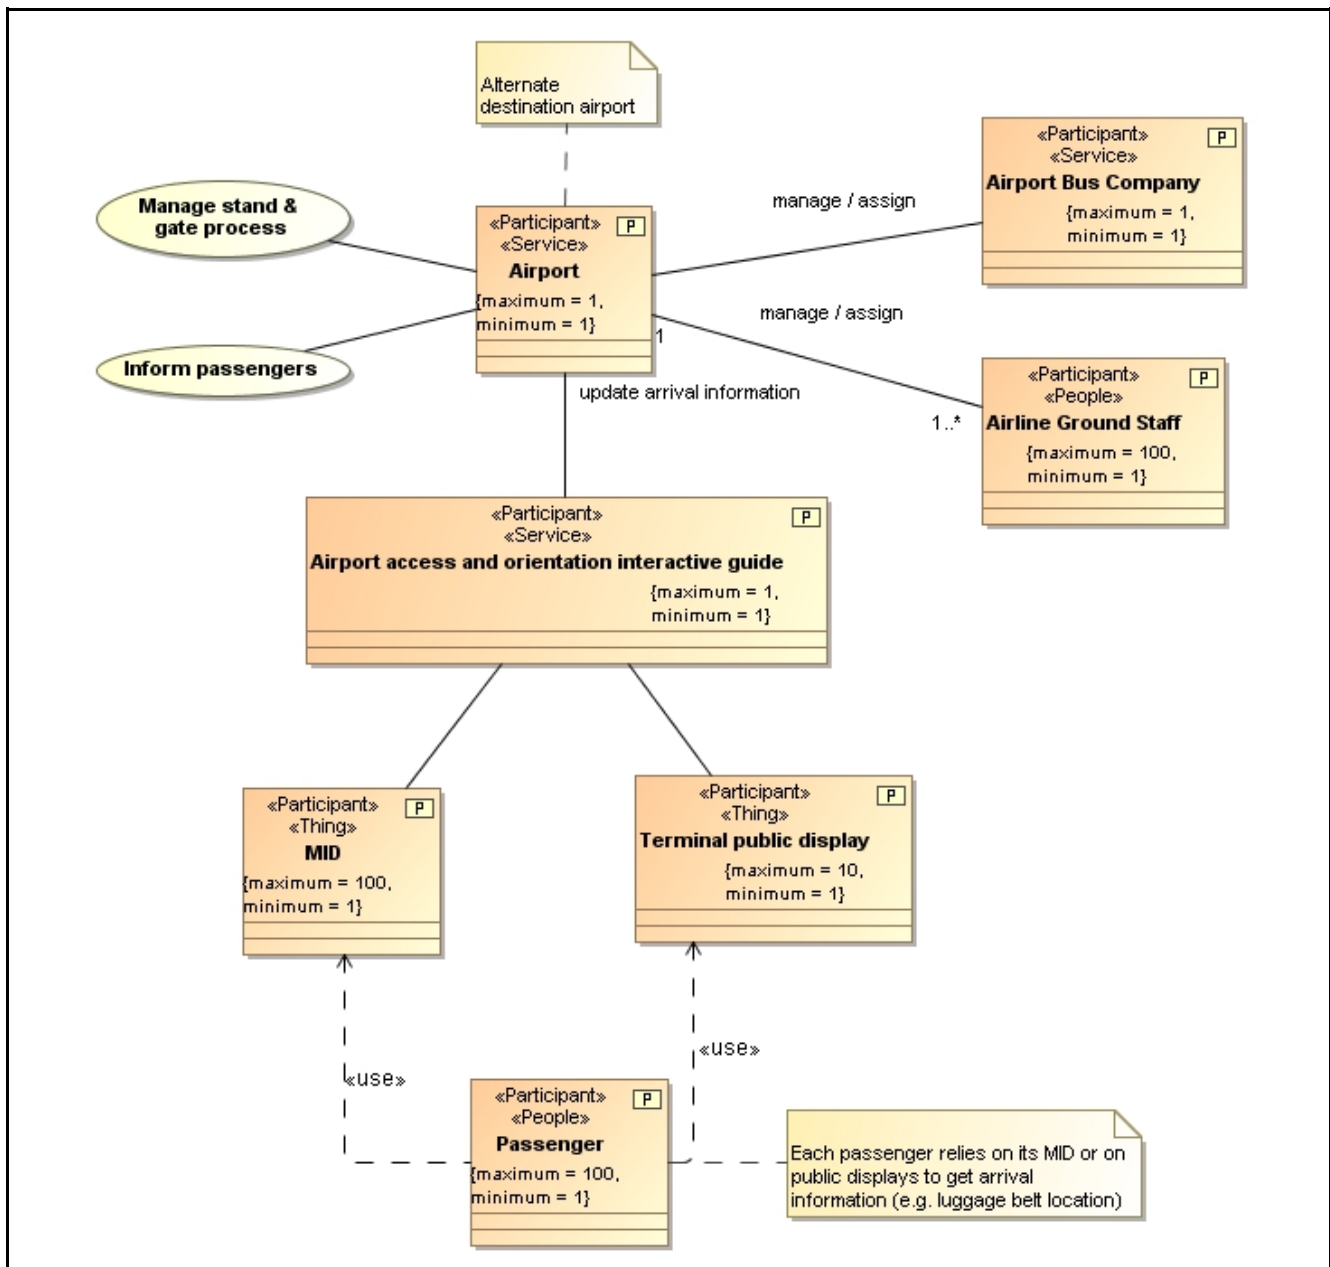 Alternate
destination airport
«Participant»
P
«Service»
Airport Bus Company
{maximum = 1,
minimum = 1}
Manage stand &
gate process
manage / assign
«Participant»
P
«Service»
Airport
{maximum = 1,
minimum = 1}
manage / assign
1
Inform passengers
update arrival information
«Participant»
P
«People»
1..*
Airline Ground Staff
{maximum = 100,
minimum = 1}
«Participant»
P
«Service»
Airport access and orientation interactive guide
{maximum = 1,
minimum = 1}
«Participant»
P
«Thing»
MID
{maximum = 100,
minimum = 1}
«Participant»
P
«Thing»
Terminal public display
{maximum = 10,
minimum = 1}
«use»
«use»
«Participant»
P
«People»
Passenger
{maximum = 100,
minimum = 1}
Each passenger relies on its MID or on
public displays to get arrival
information (e.g. luggage belt location)